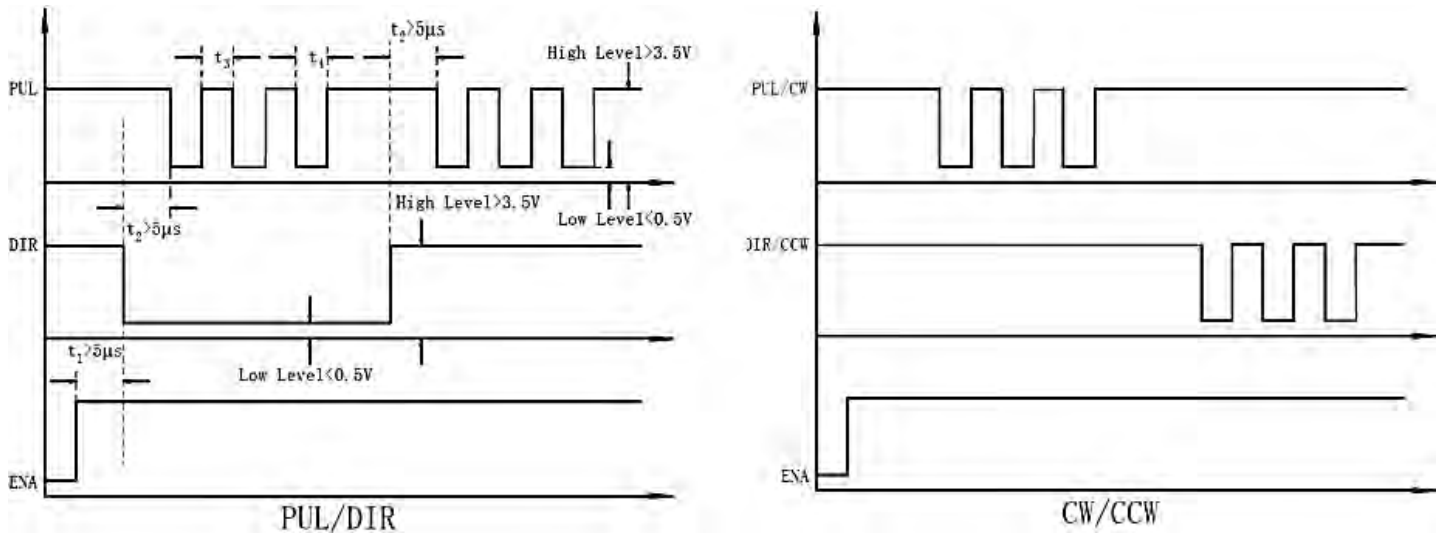 t₂>5μs
t₃
t₄
High Level>3.5V
PUL
High Level>3.5V
Low Level<0.5V
t₂>5μs
DIR
t₁>5μs
Low Level<0.5V
ENA
PUL/DIR
PUL/CW
DIR/CCW
ENA
CW/CCW